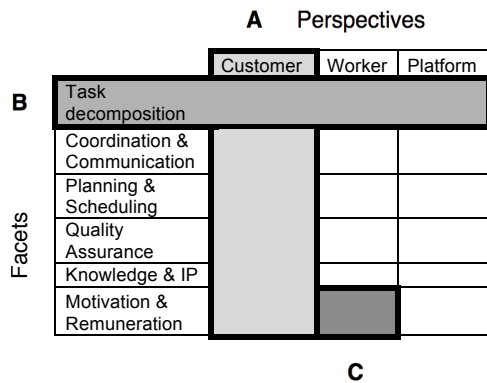 A Perspectives
Customer Worker Platform
B
Task
decomposition
Coordination &
Communication
Planning &
Scheduling
Quality
Assurance
Knowledge & IP
Motivation &
Remuneration
Facets
C